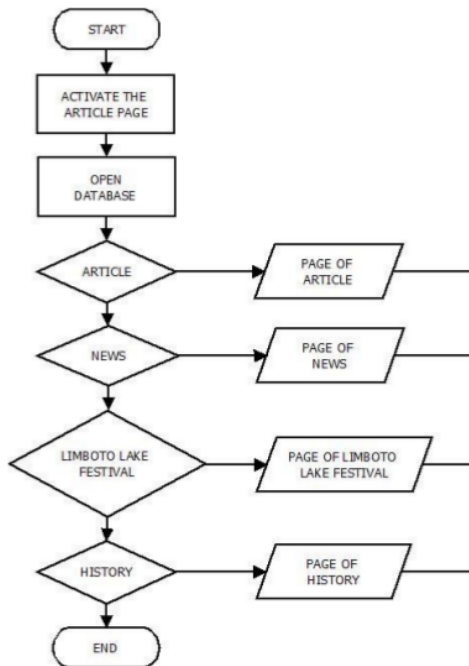 START
ACTIVATE THE
ARTICLE PAGE
OPEN
DATABASE
ARTICLE
PAGE OF
ARTICLE
NEWS
PAGE OF
NEWS
LIMBOTO LAKE
FESTIVAL
PAGE OF LIMBOTO
LAKE FESTIVAL
HISTORY
PAGE OF
HISTORY
END